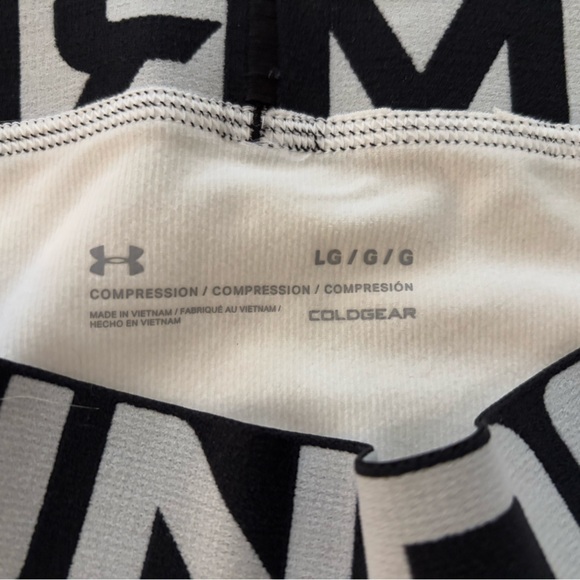 LG / G / G
COMPRESSION / COMPRESSION / COMPRESIÓN
MADE IN VIETNAM / FABRIQUÉ AU VIETNAM /
HECHO EN VIETNAM
COLDGEAR